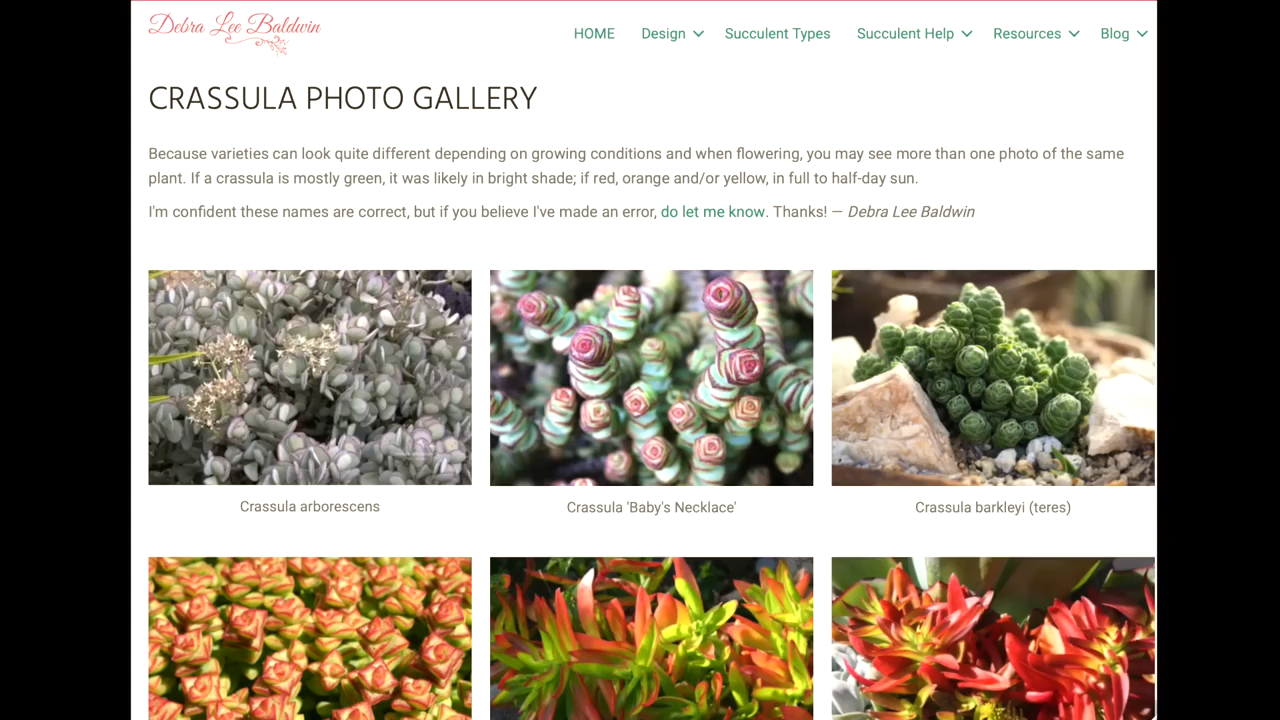 Debra Lee Baldwin
HOME Design Succulent Types Succulent Help Resources Blog
CRASSULA PHOTO GALLERY
Because varieties can look quite different depending on growing conditions and when flowering, you may see more than one photo of the same
plant. If a crassula is mostly green, it was likely in bright shade; if red, orange and/or yellow, in full to half-day sun.
I'm confident these names are correct, but if you believe I've made an error, do let me know. Thanks! — Debra Lee Baldwin
Crassula arborescens
Crassula 'Baby's Necklace'
Crassula barkleyi (teres)